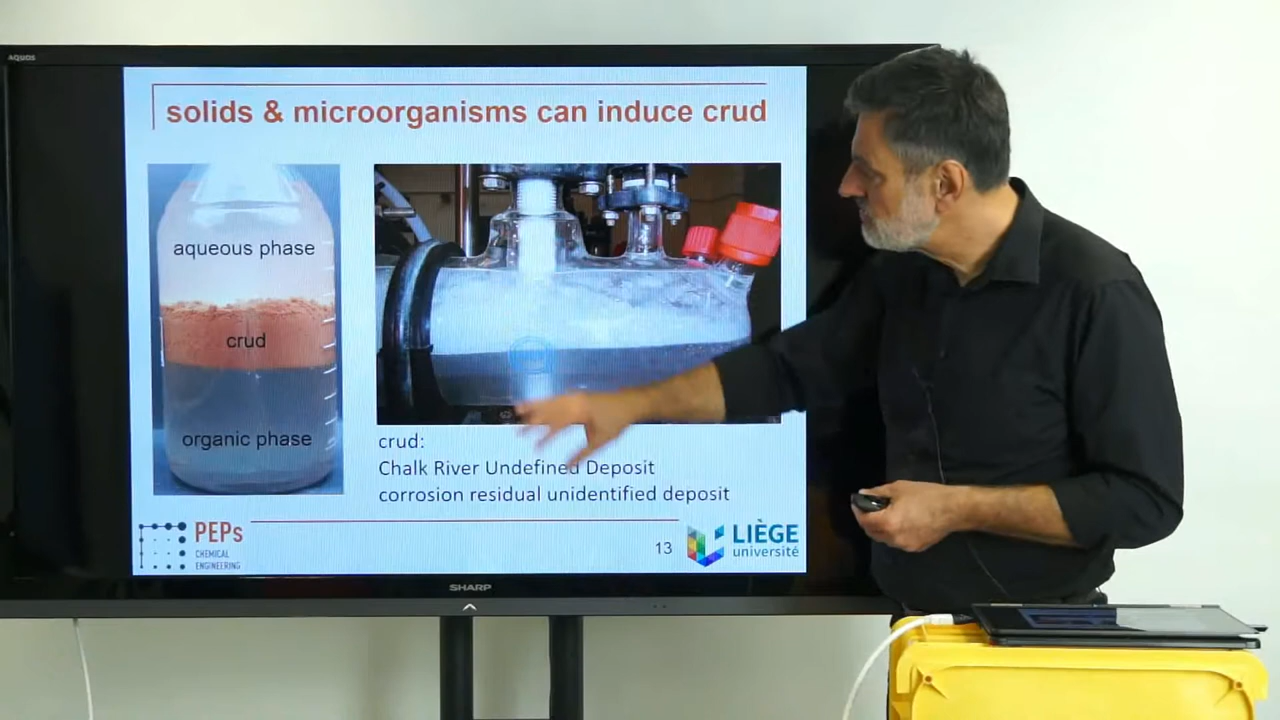 AQUOS
solids & microorganisms can induce crud
aqueous phase
crud
organic phase
crud:
Chalk River Undefined Deposit
corrosion residual unidentified deposit
PEPs
CHEMICAL
ENGINEERING
13
LIÈGE
université
SHARP